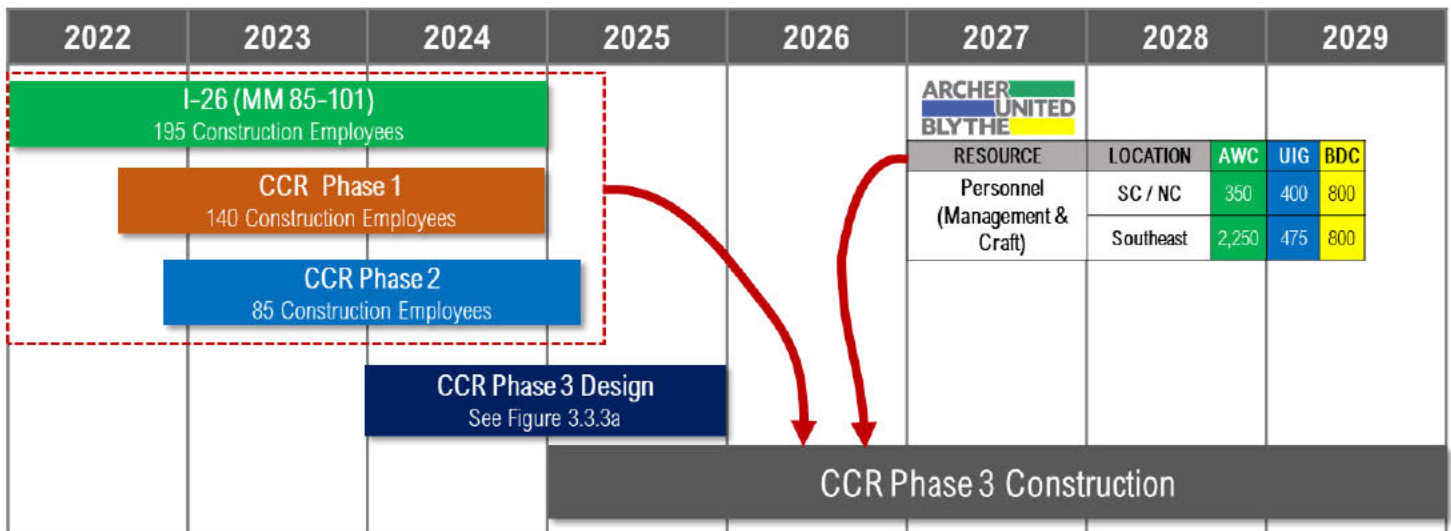 2022 2023 2024 2025 2026 2027 2028 2029
I-26 (MM 85-101)
195 Construction Employees
CCR Phase 1
140 Construction Employees
CCR Phase 2
85 Construction Employees
CCR Phase 3 Design
See Figure 3.3.3a
CCR Phase 3 Construction
ARCHER
UNITED
BLYTHE
RESOURCE LOCATION AWC UIG BDC
Personnel
(Management &
Craft)
SC / NC 350 400 800
Southeast 2,250 475 800